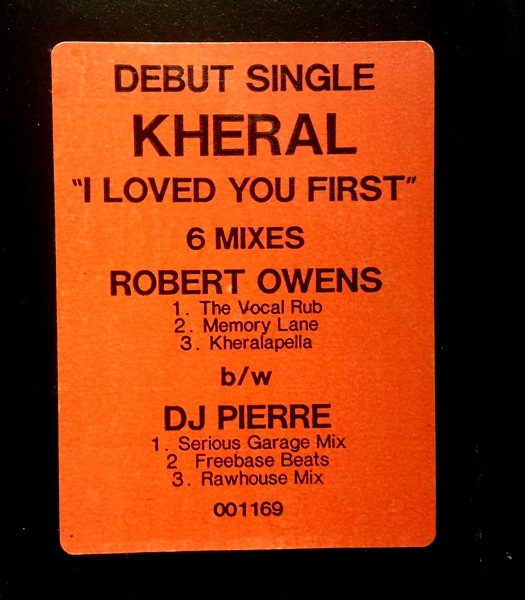 DEBUT SINGLE
KHERAL
"I LOVED YOU FIRST"
6 MIXES
ROBERT OWENS
1. The Vocal Rub
2. Memory Lane
3. Kheralapella
b/w
DJ PIERRE
1. Serious Garage Mix
2 Freebase Beats
3. Rawhouse Mix
001169